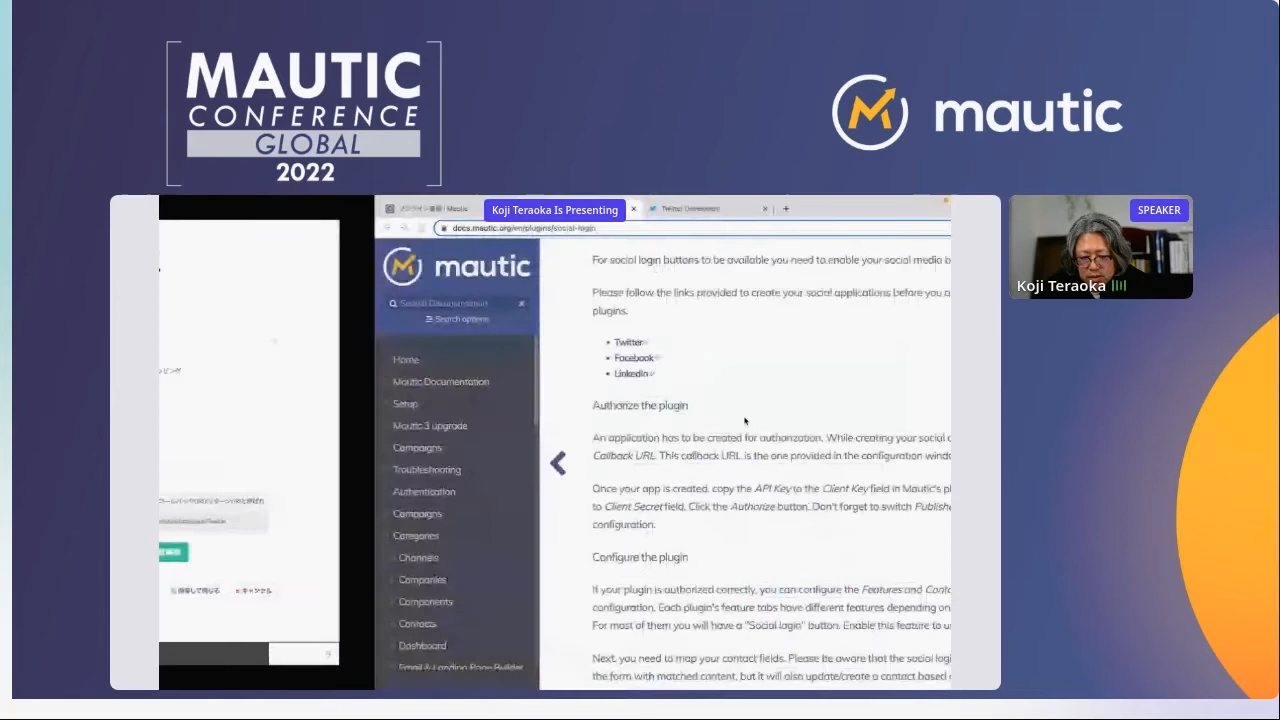 MAUTIC
CONFERENCE
GLOBAL
2022
mautic
Koji Teraoka Is Presenting
Twitter Developers
docs.mautic.org/en/plugins/social-login
SPEAKER
Koji Teraoka
mautic
Search Documentation
Search options
Home
Mautic Documentation
Setup
Mautic 3 upgrade
Campaigns
Troubleshooting
Authentication
Campaigns
Categories
Channels
Companies
Components
Contacts
Dashboard
Email & Landing Page Builder
For social login buttons to be available you need to enable your social media
Please follow the links provided to create your social applications before you
plugins.
• Twitter
• Facebook
• LinkedIn
Authorize the plugin
An application has to be created for authorization. While creating your social
Callback URL. This callback URL is the one provided in the configuration
Once your app is created, copy the API Key to the Client Key field in Mautic's
to Client Secret field. Click the Authorize button. Don't forget to switch
configuration.
Configure the plugin
If your plugin is authorized correctly, you can configure the Features and
configuration. Each plugin's feature tabs have different features depending on
For most of them you will have a "Social login" button. Enable this feature to
Next, you need to map your contact fields. Please be aware that the social
the form with matched content, but it will also update/create a contact based
9